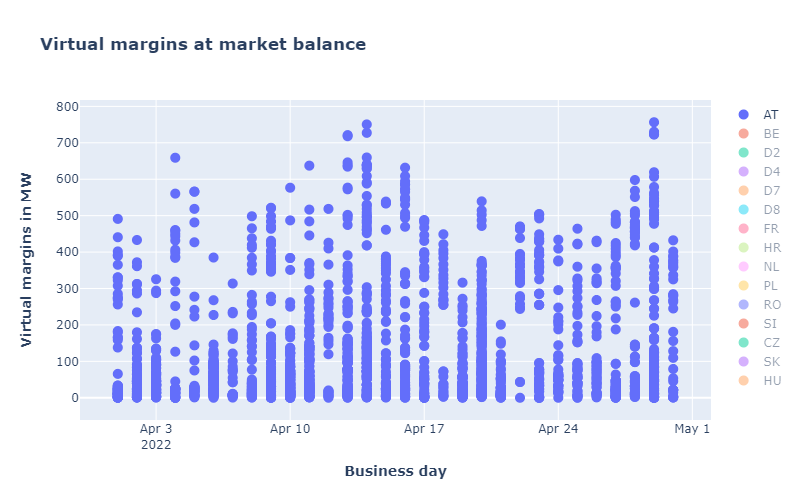 Virtual margins at market balance
Virtual margins in MW
800
700
600
500
400
300
200
100
0
Apr 3
2022
Apr 10
Apr 17
Apr 24
May 1
Business day
AT
BE
D2
D4
D7
D8
FR
HR
NL
PL
RO
SI
CZ
SK
HU